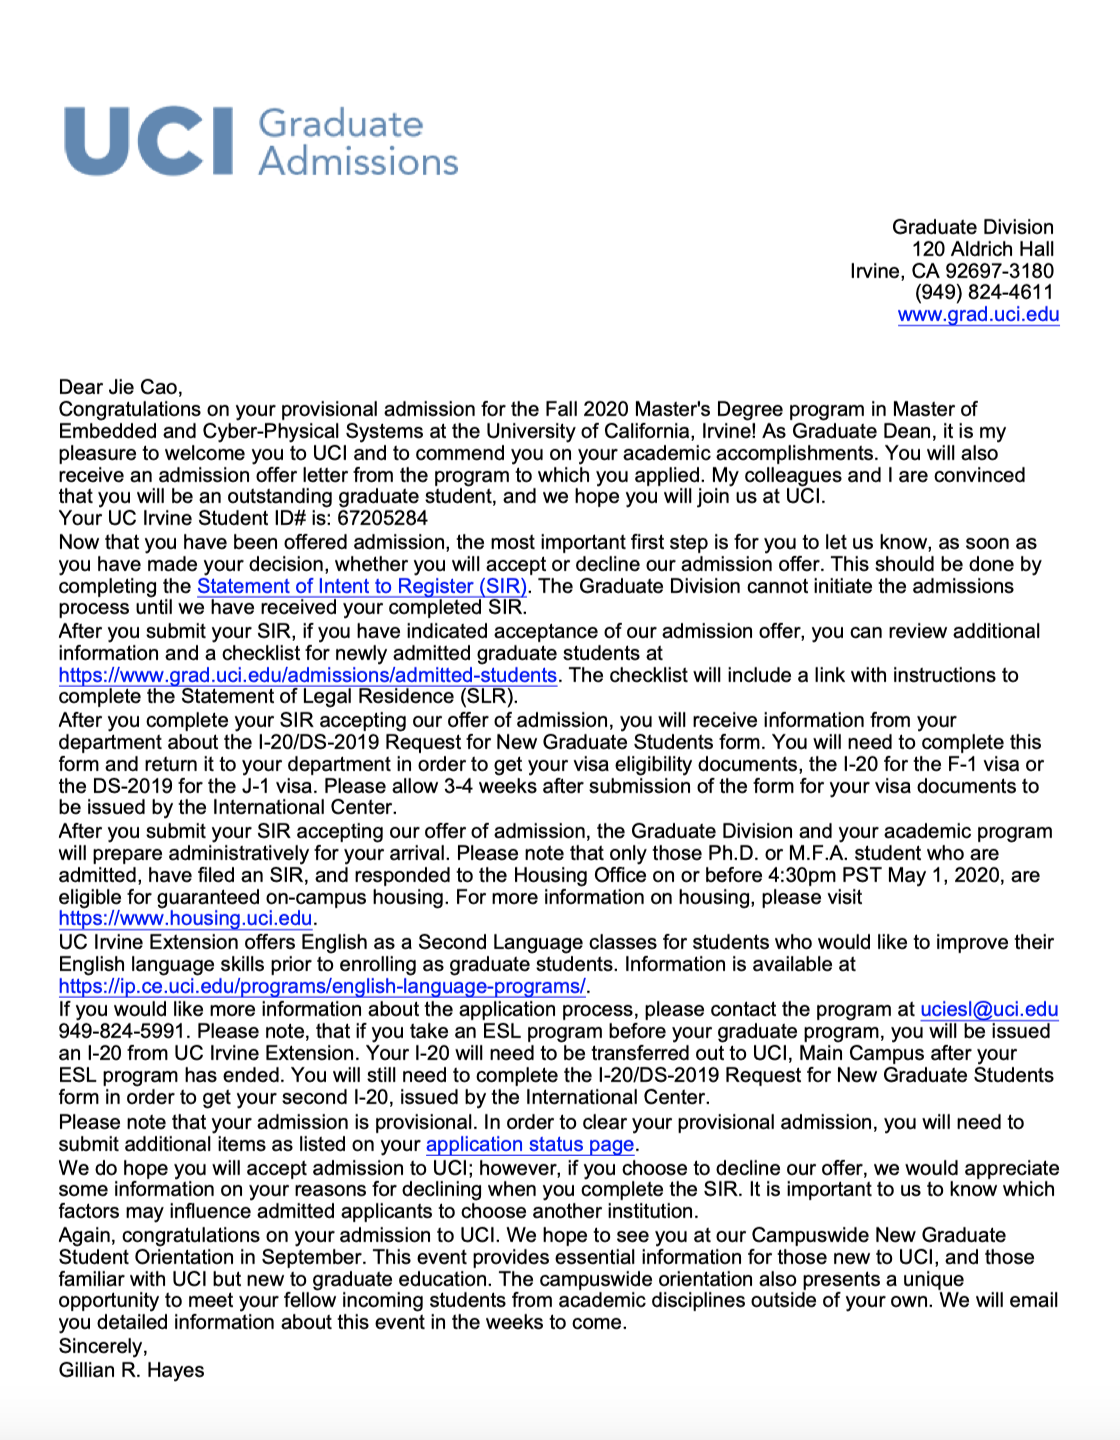 UCI Graduate
Admissions
Graduate Division
120 Aldrich Hall
Irvine, CA 92697-3180
(949) 824-4611
www.grad.uci.edu
Dear Jie Cao,
Congratulations on your provisional admission for the Fall 2020 Master's Degree program in Master of
Embedded and Cyber-Physical Systems at the University of California, Irvine! As Graduate Dean, it is my
pleasure to welcome you to UCI and to commend you on your academic accomplishments. You will also
receive an admission offer letter from the program to which you applied. My colleagues and I are convinced
that you will be an outstanding graduate student, and we hope you will join us at UCI.
Your UC Irvine Student ID# is: 67205284
Now that you have been offered admission, the most important first step is for you to let us know, as soon as
you have made your decision, whether you will accept or decline our admission offer. This should be done by
completing the Statement of Intent to Register (SIR). The Graduate Division cannot initiate the admissions
process until we have received your completed SIR.
After you submit your SIR, if you have indicated acceptance of our admission offer, you can review additional
information and a checklist for newly admitted graduate students at
https://www.grad.uci.edu/admissions/admitted-students. The checklist will include a link with instructions to
complete the Statement of Legal Residence (SLR).
After you complete your SIR accepting our offer of admission, you will receive information from your
department about the I-20/DS-2019 Request for New Graduate Students form. You will need to complete this
form and return it to your department in order to get your visa eligibility documents, the I-20 for the F-1 visa or
the DS-2019 for the J-1 visa. Please allow 3-4 weeks after submission of the form for your visa documents to
be issued by the International Center.
After you submit your SIR accepting our offer of admission, the Graduate Division and your academic program
will prepare administratively for your arrival. Please note that only those Ph.D. or M.F.A. student who are
admitted, have filed an SIR, and responded to the Housing Office on or before 4:30pm PST May 1, 2020, are
eligible for guaranteed on-campus housing. For more information on housing, please visit
https://www.housing.uci.edu.
UC Irvine Extension offers English as a Second Language classes for students who would like to improve their
English language skills prior to enrolling as graduate students. Information is available at
https://ip.ce.uci.edu/programs/english-language-programs/.
If you would like more information about the application process, please contact the program at uciesl@uci.edu
949-824-5991. Please note, that if you take an ESL program before your graduate program, you will be issued
an I-20 from UC Irvine Extension. Your I-20 will need to be transferred out to UCI, Main Campus after your
ESL program has ended. You will still need to complete the I-20/DS-2019 Request for New Graduate Students
form in order to get your second I-20, issued by the International Center.
Please note that your admission is provisional. In order to clear your provisional admission, you will need to
submit additional items as listed on your application status page.
We do hope you will accept admission to UCI; however, if you choose to decline our offer, we would appreciate
some information on your reasons for declining when you complete the SIR. It is important to us to know which
factors may influence admitted applicants to choose another institution.
Again, congratulations on your admission to UCI. We hope to see you at our Campuswide New Graduate
Student Orientation in September. This event provides essential information for those new to UCI, and those
familiar with UCI but new to graduate education. The campuswide orientation also presents a unique
opportunity to meet your fellow incoming students from academic disciplines outside of your own. We will email
you detailed information about this event in the weeks to come.
Sincerely,
Gillian R. Hayes